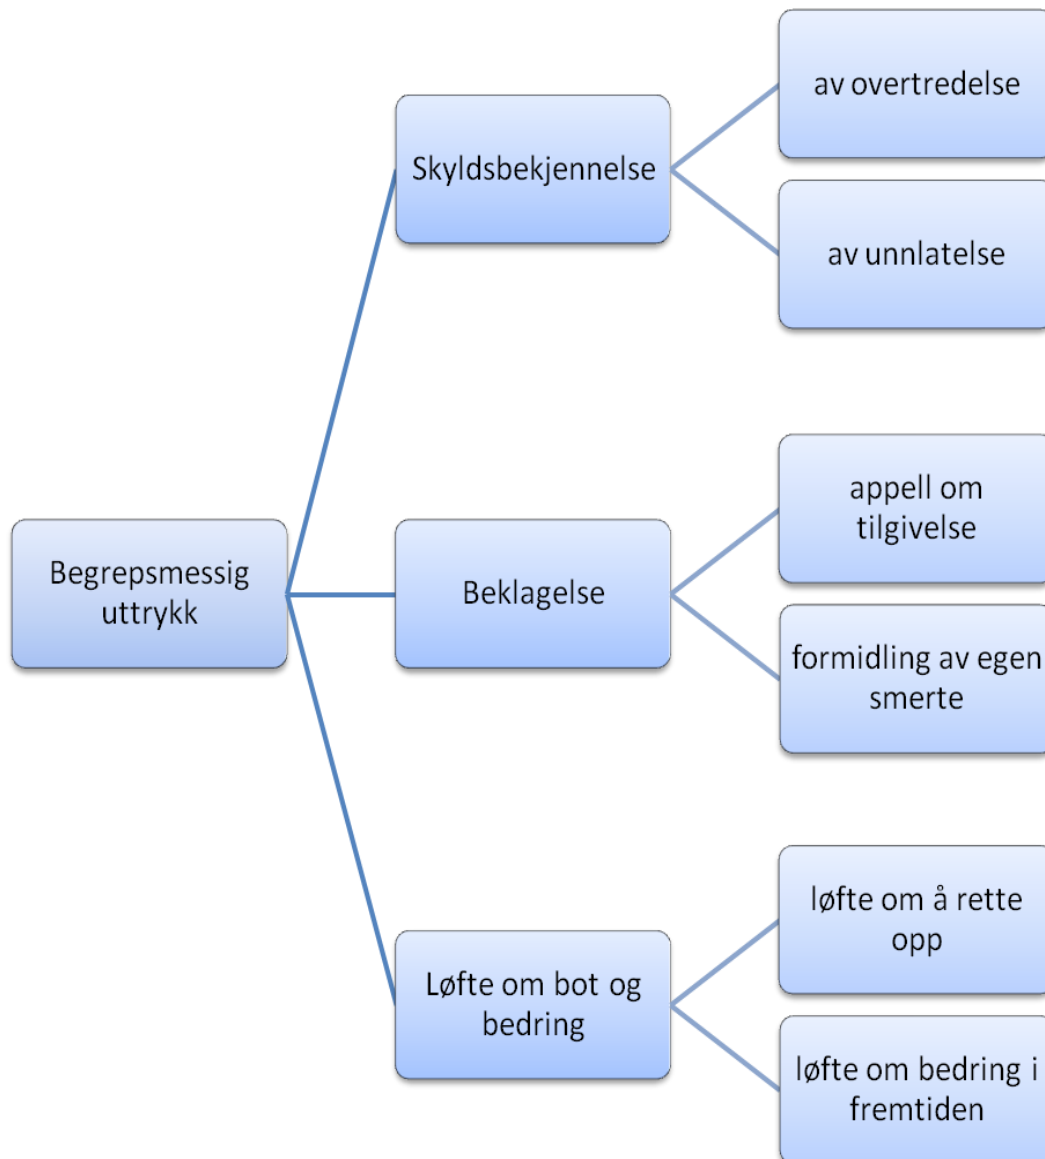 Begrepsmessig
uttrykk
Skyldsbekjennelse
av overtredelse
av unnlatelse
Beklagelse
appell om
tilgivelse
formidling av egen
smerte
Løfte om bot og
bedring
løfte om å rette
opp
løfte om bedring i
fremtiden